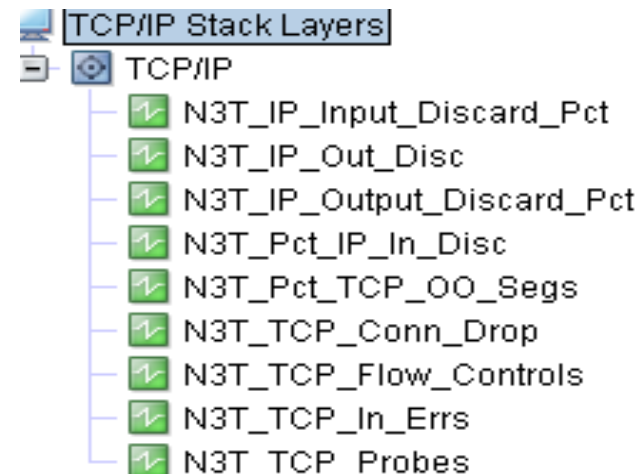 TCP/IP Stack Layers
TCP/IP
N3T_IP_Input_Discard_Pct
N3T_IP_Out_Disc
N3T_IP_Output_Discard_Pct
N3T_Pct_IP_In_Disc
N3T_Pct_TCP_OO_Segs
N3T_TCP_Conn_Drop
N3T_TCP_Flow_Controls
N3T_TCP_In_Errs
N3T_TCP_Probes